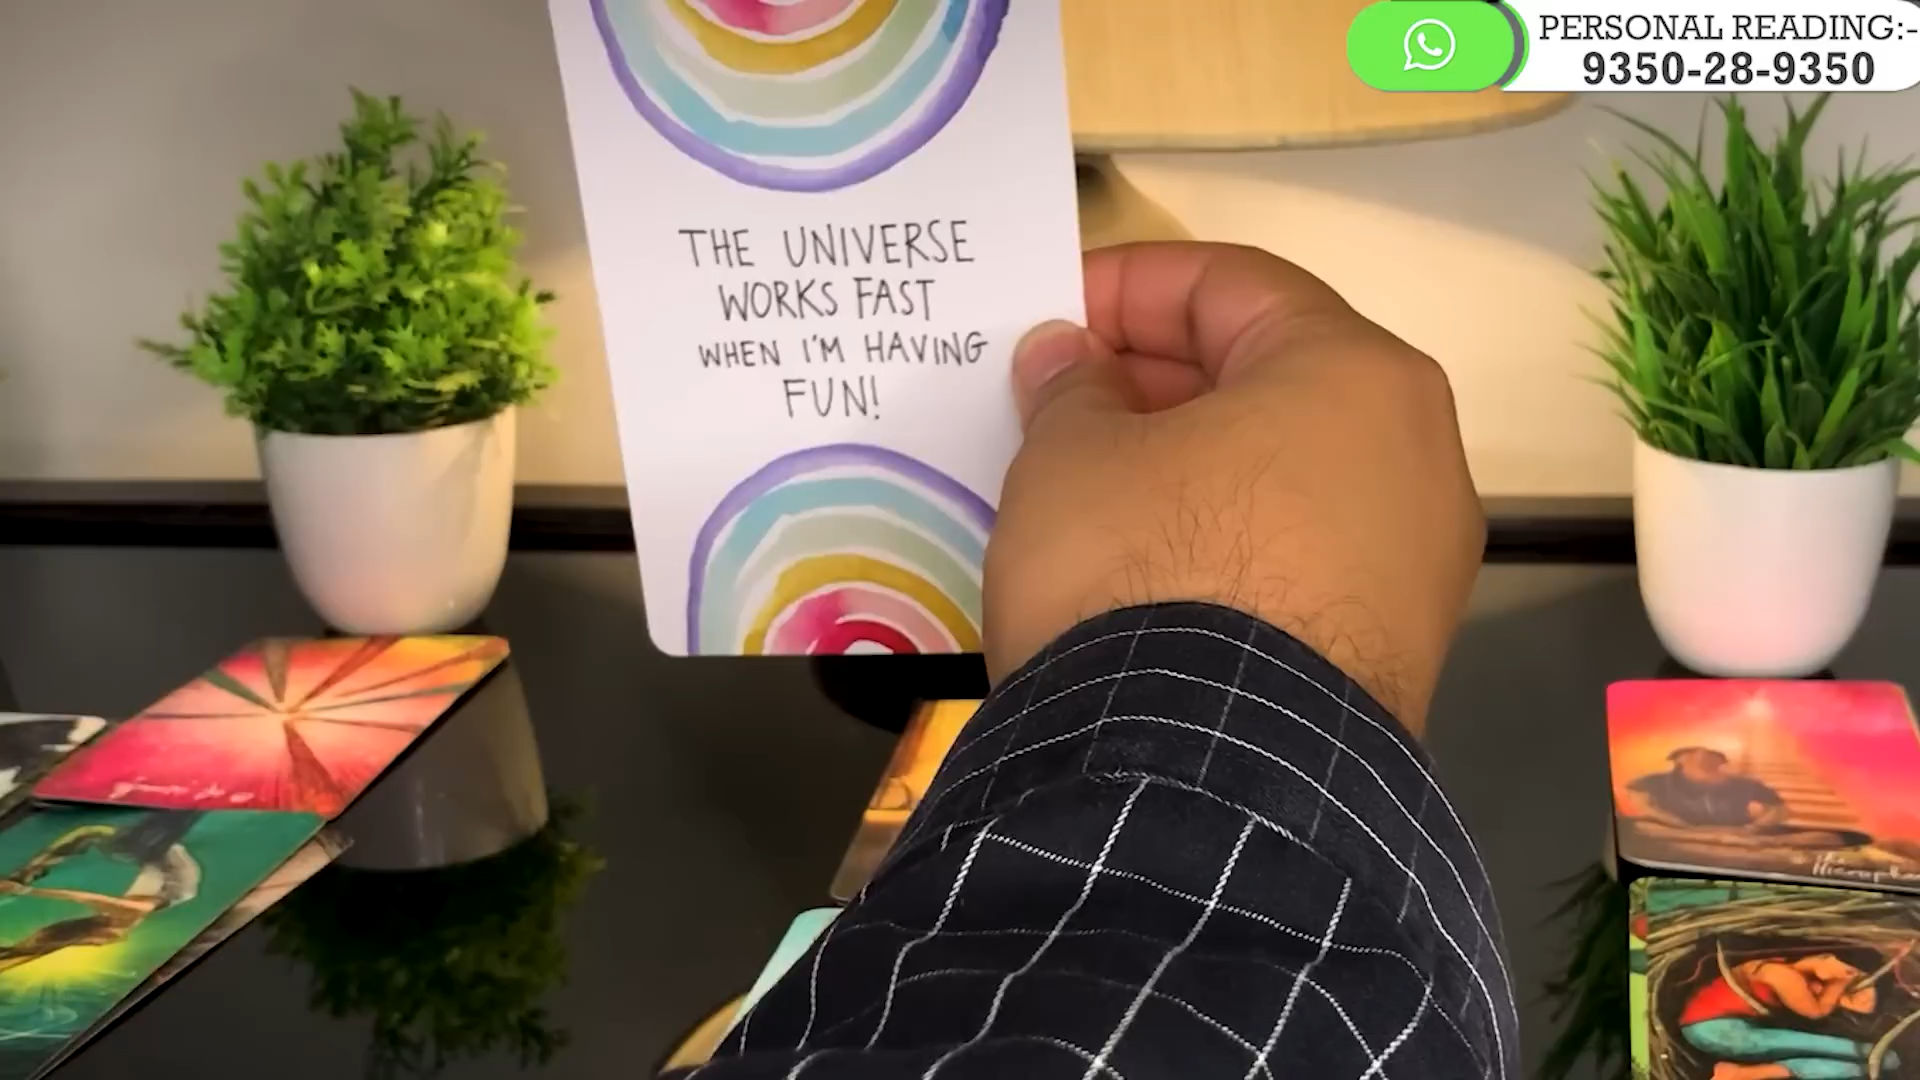 PERSONAL READING:-
9350-28-9350
THE UNIVERSE
WORKS FAST
WHEN I'M HAVING
FUN!